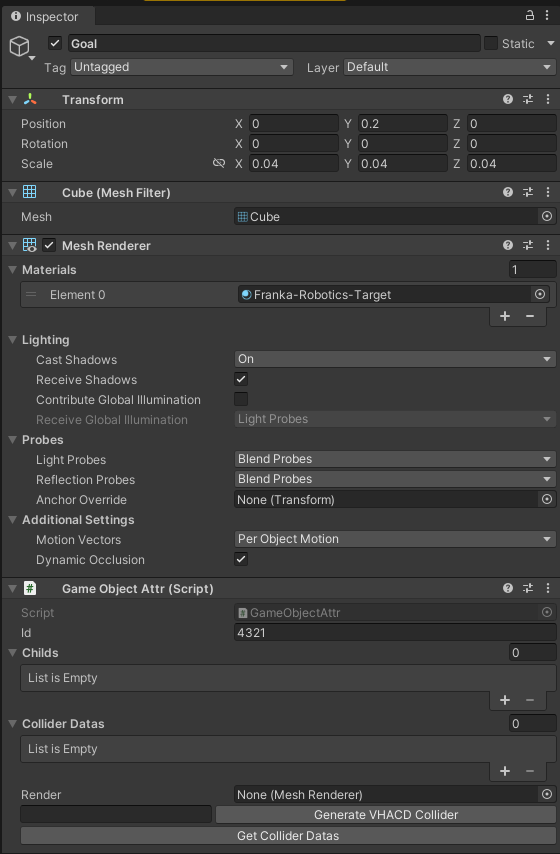 Inspector
Goal
Static
Tag Untagged Layer Default
Transform
Position X 0 Y 0.2 Z 0
Rotation X 0 Y 0 Z 0
Scale X 0.04 Y 0.04 Z 0.04
Cube (Mesh Filter)
Mesh Cube
Mesh Renderer
Materials 1
Element 0 Franka-Robotics-Target
+ −
Lighting
Cast Shadows On
Receive Shadows
Contribute Global Illumination
Receive Global Illumination Light Probes
Probes
Light Probes Blend Probes
Reflection Probes Blend Probes
Anchor Override None (Transform)
Additional Settings
Motion Vectors Per Object Motion
Dynamic Occlusion
# Game Object Attr (Script)
Script GameObjectAttr
Id 4321
Childs 0
List is Empty
+ −
Collider Datas 0
List is Empty
+ −
Render None (Mesh Renderer)
Generate VHACD Collider
Get Collider Datas